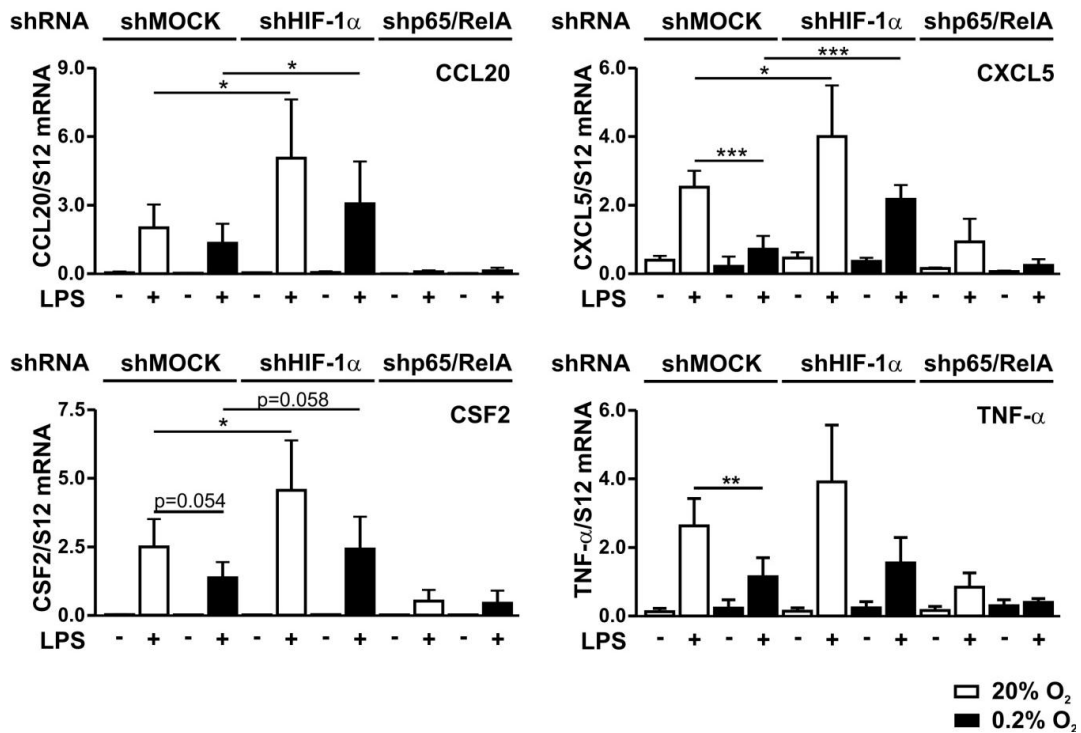 shRNA shMOCK shHIF-1α shp65/RelA
CCL20
CCL20/S12 mRNA
9.0
6.0
3.0
0.0
* *
LPS - + - + - + - + - + - +
shRNA shMOCK shHIF-1α shp65/RelA
CXCL5
CXCL5/S12 mRNA
6.0
4.0
2.0
0.0
***
*
***
LPS - + - + - + - + - + - +
shRNA shMOCK shHIF-1α shp65/RelA
CSF2
CSF2/S12 mRNA
7.5
5.0
2.5
0.0
p=0.058
*
p=0.054
LPS - + - + - + - + - + - +
shRNA shMOCK shHIF-1α shp65/RelA
TNF-α
TNF-α/S12 mRNA
6.0
4.0
2.0
0.0
**
LPS - + - + - + - + - + - +
20% O₂
0.2% O₂